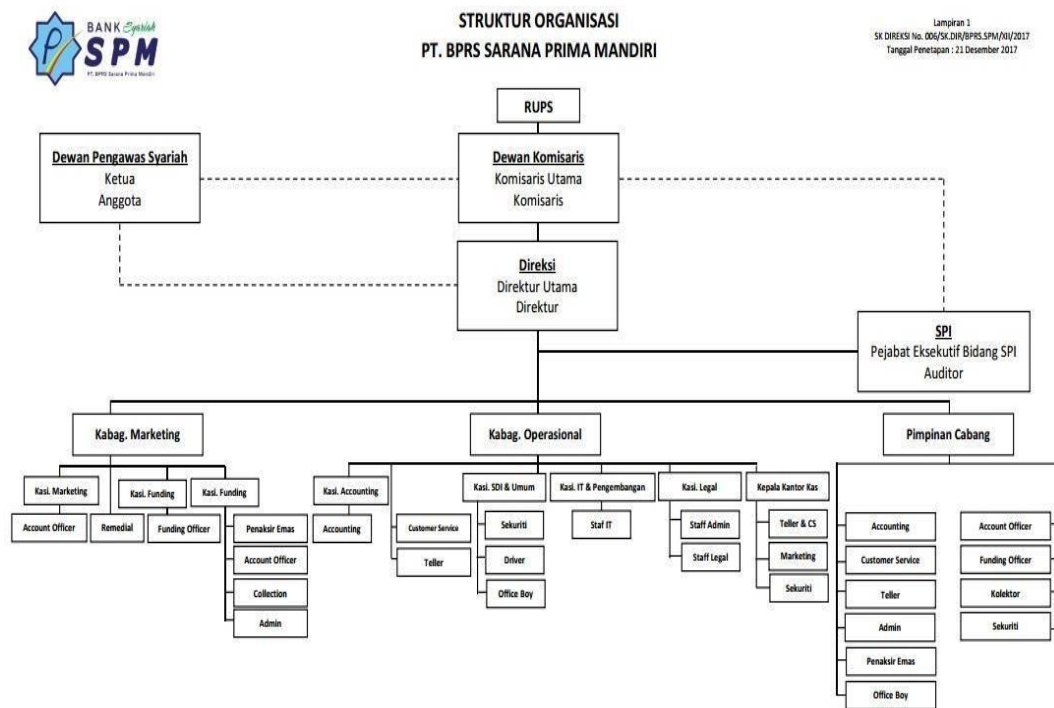 BANK Syariah
SPM
PT. BPRS Sarana Prima Mandiri
STRUKTUR ORGANISASI
PT. BPRS SARANA PRIMA MANDIRI
Lampiran 1
SK DIREKSI No. 006/SK.DIR/BPRS.SPM/XII/2017
Tanggal Penetapan : 21 Desember 2017
RUPS
Dewan Pengawas Syariah
Ketua
Anggota
Dewan Komisaris
Komisaris Utama
Komisaris
Direksi
Direktur Utama
Direktur
SPI
Pejabat Eksekutif Bidang SPI
Auditor
Kabag. Marketing
Kabag. Operasional
Pimpinan Cabang
Kasi. Marketing
Kasi. Funding
Kasi. Funding
Account Officer
Remedial
Funding Officer
Penaksir Emas
Account Officer
Collection
Admin
Kasi. Accounting
Accounting
Customer Service
Teller
Kasi. SDI & Umum
Sekuriti
Driver
Office Boy
Kasi. IT & Pengembangan
Staf IT
Kasi. Legal
Staff Admin
Staff Legal
Kepala Kantor Kas
Teller & CS
Marketing
Sekuriti
Accounting
Customer Service
Teller
Admin
Penaksir Emas
Office Boy
Account Officer
Funding Officer
Kolektor
Sekuriti